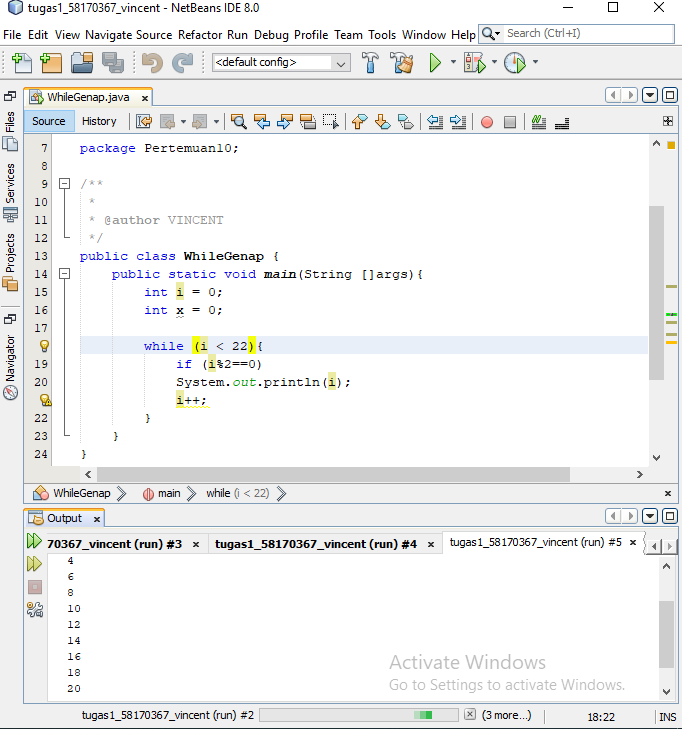 tugas1_58170367_vincent - NetBeans IDE 8.0
File Edit View Navigate Source Refactor Run Debug Profile Team Tools Window Help Search (Ctrl+I)
<default config>
WhileGenap.java x
Source History
Files
Services
Projects
Navigator
7 package Pertemuan10;
8
9 /**
10 *
11 * @author VINCENT
12 */
13 public class WhileGenap {
14 public static void main(String []args){
15 int i = 0;
16 int x = 0;
17
while (i < 22){
19 if (i%2==0)
20 System.out.println(i);
i++;
22 }
23 }
24 }
WhileGenap main while (i < 22)
Output x
70367_vincent (run) #3 x tugas1_58170367_vincent (run) #4 x tugas1_58170367_vincent (run) #5 x
4
6
8
10
12
14
16
18
20
Activate Windows
Go to Settings to activate Windows.
tugas1_58170367_vincent (run) #2 (3 more...) 18:22 INS